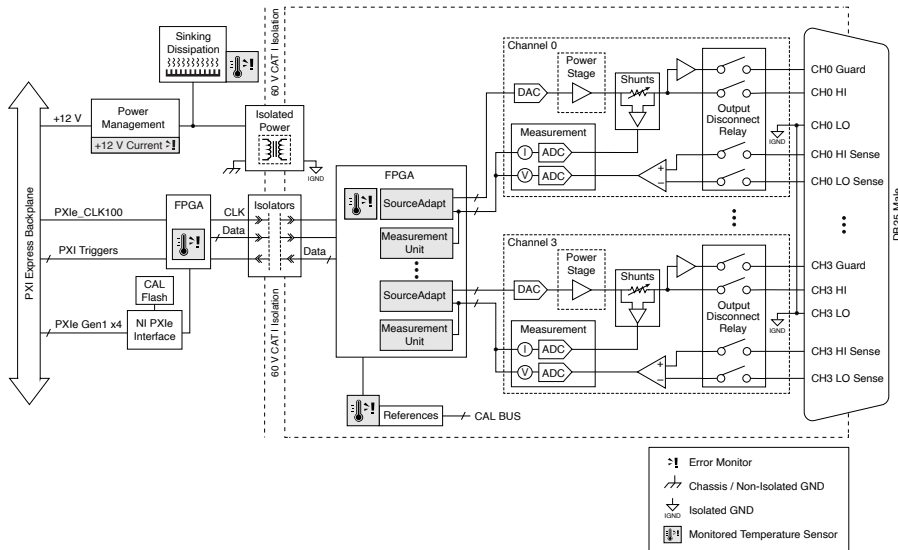 Sinking
Dissipation
60 V CAT I Isolation
+12 V
Power
Management
+12 V Current
Isolated
Power
IGND
PXI Express Backplane
PXIe_CLK100
PXI Triggers
PXIe Gen1 x4
FPGA
CLK
Data
Isolators
Data
CAL
Flash
NI PXIe
Interface
60 V CAT I Isolation
FPGA
SourceAdapt
Measurement
Unit
SourceAdapt
Measurement
Unit
References
CAL BUS
Channel 0
Power
Stage
DAC
Shunts
Measurement
I
ADC
V
ADC
+
−
Output
Disconnect
Relay
IGND
CH0 Guard
CH0 HI
CH0 LO
CH0 HI Sense
CH0 LO Sense
Channel 3
Power
Stage
DAC
Shunts
Measurement
I
ADC
V
ADC
+
−
Output
Disconnect
Relay
IGND
CH3 Guard
CH3 HI
CH3 LO
CH3 HI Sense
CH3 LO Sense
Error Monitor
Chassis / Non-Isolated GND
IGND
Isolated GND
Monitored Temperature Sensor